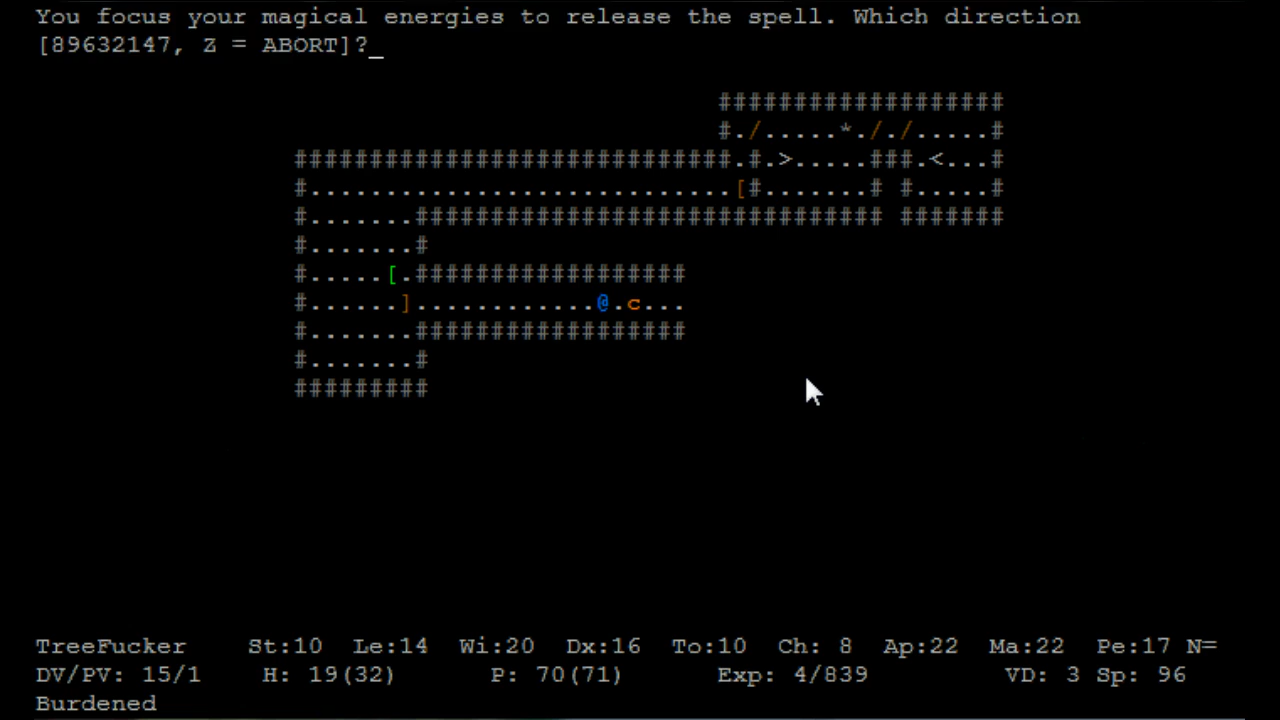 You focus your magical energies to release the spell. Which direction
[89632147, Z = ABORT]?_
###################
#./.....*././.....#
#############################.#.>.....###.<...#
#............................[#.......# #.....#
#.......############################### #######
#.......#
#.....[.##################
#......]............@.c...
#.......##################
#.......#
#########
TreeFucker St:10 Le:14 Wi:20 Dx:16 To:10 Ch: 8 Ap:22 Ma:22 Pe:17 N=
DV/PV: 15/1 H: 19(32) P: 70(71) Exp: 4/839 VD: 3 Sp: 96
Burdened